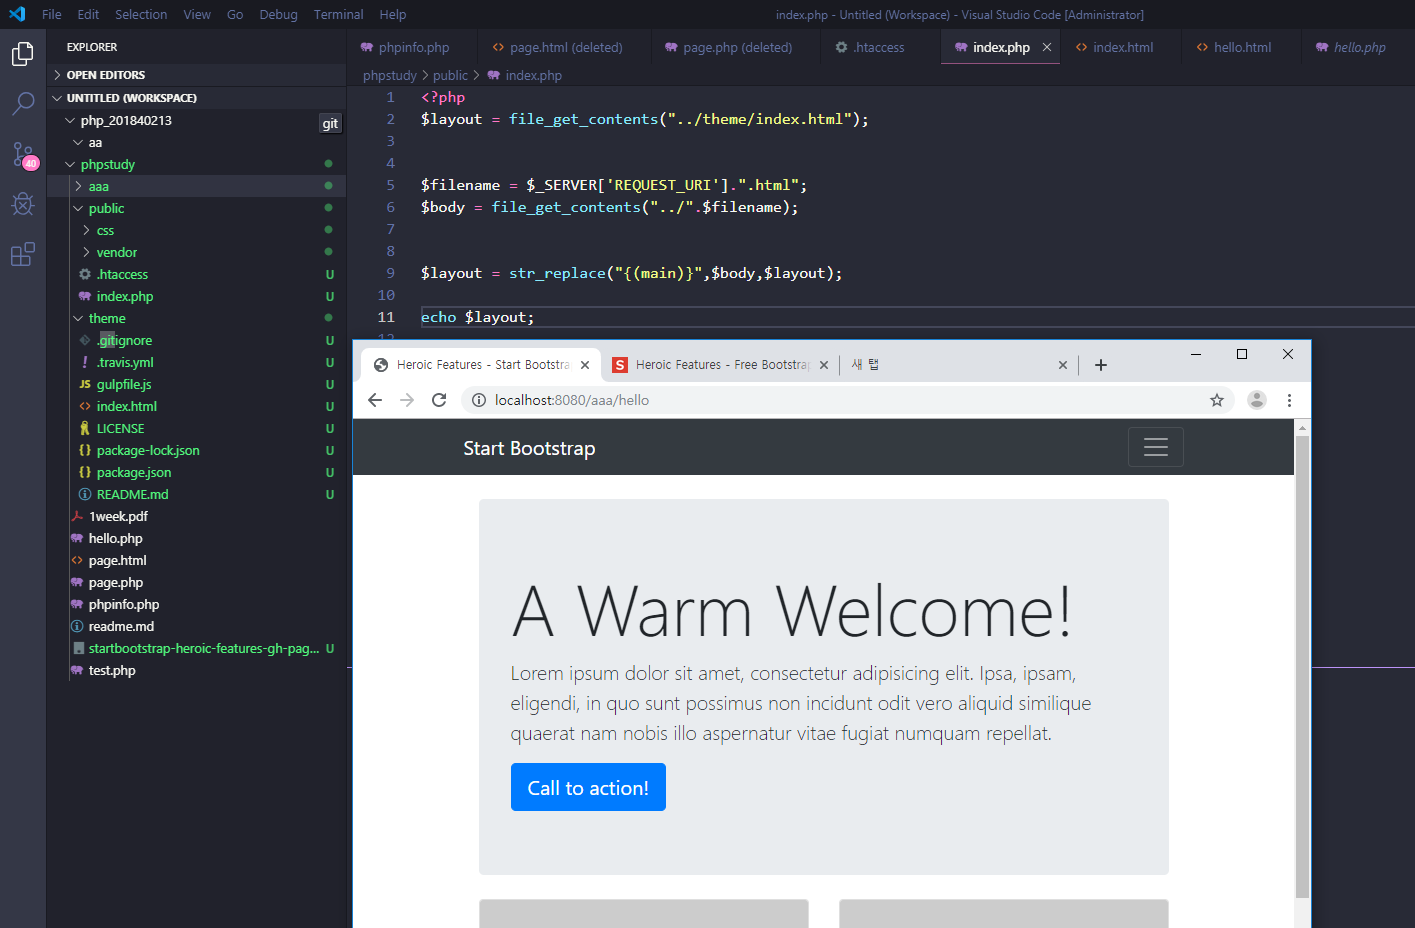 File Edit Selection View Go Debug Terminal Help
index.php - Untitled (Workspace) - Visual Studio Code [Administrator]
EXPLORER
OPEN EDITORS
UNTITLED (WORKSPACE)
php_201840213
git
aa
phpstudy
aaa
public
css
vendor
.htaccess U
index.php U
theme
.gitignore U
.travis.yml U
JS gulpfile.js U
index.html U
LICENSE U
package-lock.json U
package.json U
README.md U
1week.pdf
hello.php
page.html
page.php
phpinfo.php
readme.md
startbootstrap-heroic-features-gh-pag... U
test.php
40
phpinfo.php page.html (deleted) page.php (deleted) .htaccess index.php index.html hello.html hello.php
phpstudy > public > index.php
1 <?php
2 $layout = file_get_contents("../theme/index.html");
3
4
5 $filename = $_SERVER['REQUEST_URI'].".html";
6 $body = file_get_contents("../".$filename);
7
8
9 $layout = str_replace("{(main)}",$body,$layout);
10
11 echo $layout;
12
Heroic Features - Start Bootstra
S Heroic Features - Free Bootstrap
새 탭
localhost:8080/aaa/hello
Start Bootstrap
A Warm Welcome!
Lorem ipsum dolor sit amet, consectetur adipisicing elit. Ipsa, ipsam,
eligendi, in quo sunt possimus non incidunt odit vero aliquid similique
quaerat nam nobis illo aspernatur vitae fugiat numquam repellat.
Call to action!